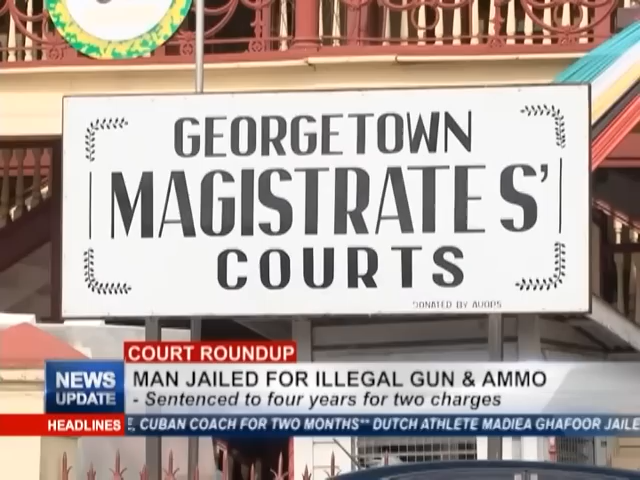 GEORGETOWN
MAGISTRATES'
COURTS
DONATED BY AUOPS
COURT ROUNDUP
NEWS
UPDATE
MAN JAILED FOR ILLEGAL GUN & AMMO
- Sentenced to four years for two charges
HEADLINES
CUBAN COACH FOR TWO MONTHS** DUTCH ATHLETE MADIEA GHAFOOR JAILE